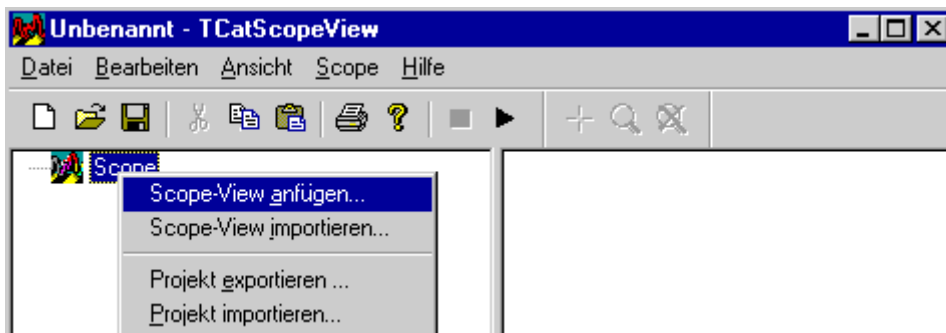 Unbenannt - TCatScopeView
Datei Bearbeiten Ansicht Scope Hilfe
Scope
Scope-View anfügen...
Scope-View importieren...
Projekt exportieren ...
Projekt importieren...